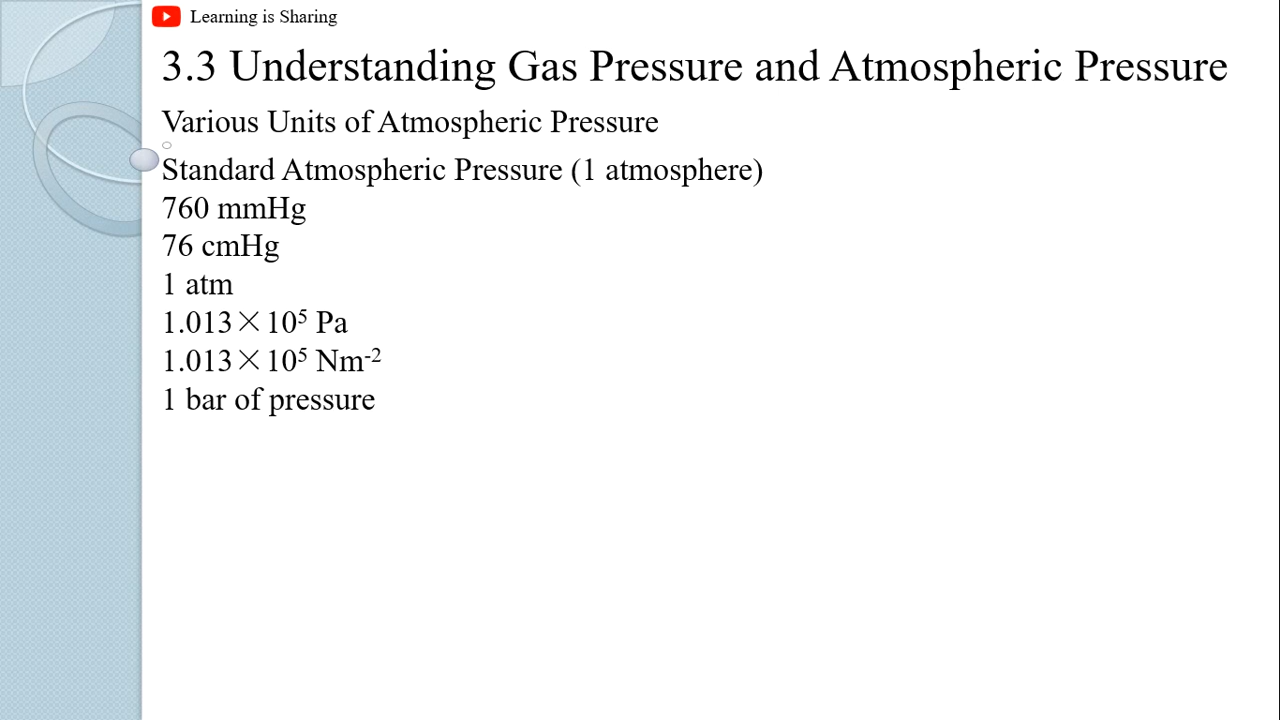 Learning is Sharing
3.3 Understanding Gas Pressure and Atmospheric Pressure
Various Units of Atmospheric Pressure
Standard Atmospheric Pressure (1 atmosphere)
760 mmHg
76 cmHg
1 atm
1.013×10⁵ Pa
1.013×10⁵ Nm⁻²
1 bar of pressure